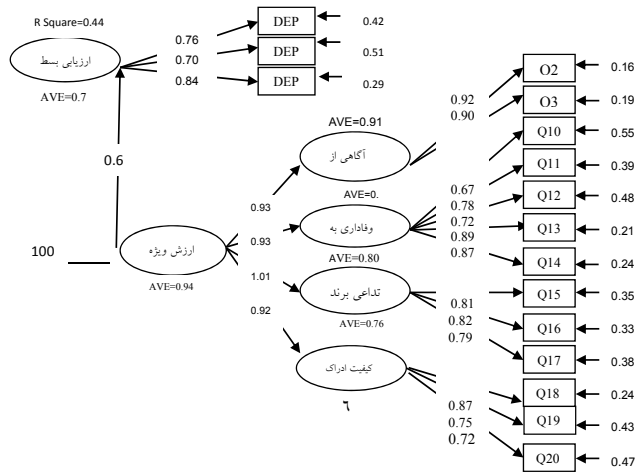 R Square=0.44
ارزیابی بسط
AVE=0.7
0.76
0.70
0.84
DEP
DEP
DEP
0.42
0.51
0.29
0.6
100
ارزش ویژه
AVE=0.94
0.93
0.93
1.01
0.92
AVE=0.91
آگاهی از
AVE=0.
وفاداری به
AVE=0.80
تداعی برند
AVE=0.76
کیفیت ادراک
٦
0.92
0.90
0.67
0.78
0.72
0.89
0.87
0.81
0.82
0.79
0.87
0.75
0.72
O2
O3
Q10
Q11
Q12
Q13
Q14
Q15
Q16
Q17
Q18
Q19
Q20
0.16
0.19
0.55
0.39
0.48
0.21
0.24
0.35
0.33
0.38
0.24
0.43
0.47